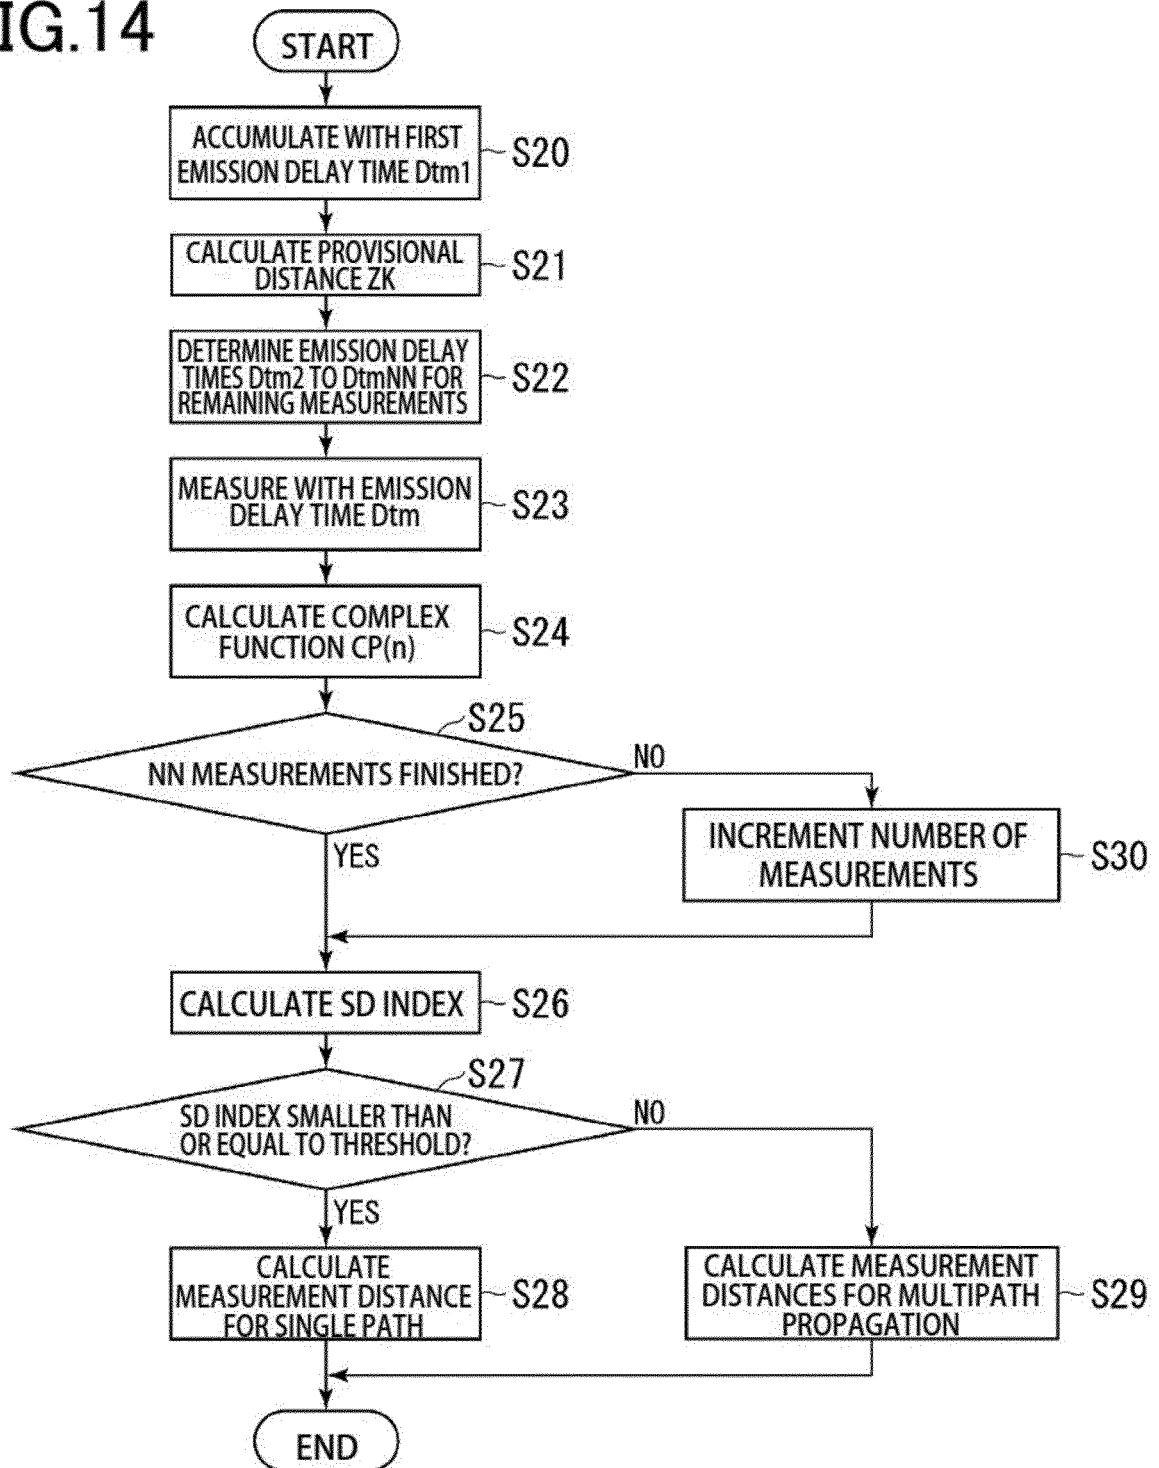 IG.14
START
ACCUMULATE WITH FIRST
EMISSION DELAY TIME Dtm1
S20
CALCULATE PROVISIONAL
DISTANCE ZK
S21
DETERMINE EMISSION DELAY
TIMES Dtm2 TO DtmNN FOR
REMAINING MEASUREMENTS
S22
MEASURE WITH EMISSION
DELAY TIME Dtm
S23
CALCULATE COMPLEX
FUNCTION CP(n)
S24
S25
NN MEASUREMENTS FINISHED?
NO
YES
INCREMENT NUMBER OF
MEASUREMENTS
S30
CALCULATE SD INDEX
S26
S27
SD INDEX SMALLER THAN
OR EQUAL TO THRESHOLD?
NO
YES
CALCULATE
MEASUREMENT DISTANCE
FOR SINGLE PATH
S28
CALCULATE MEASUREMENT
DISTANCES FOR MULTIPATH
PROPAGATION
S29
END